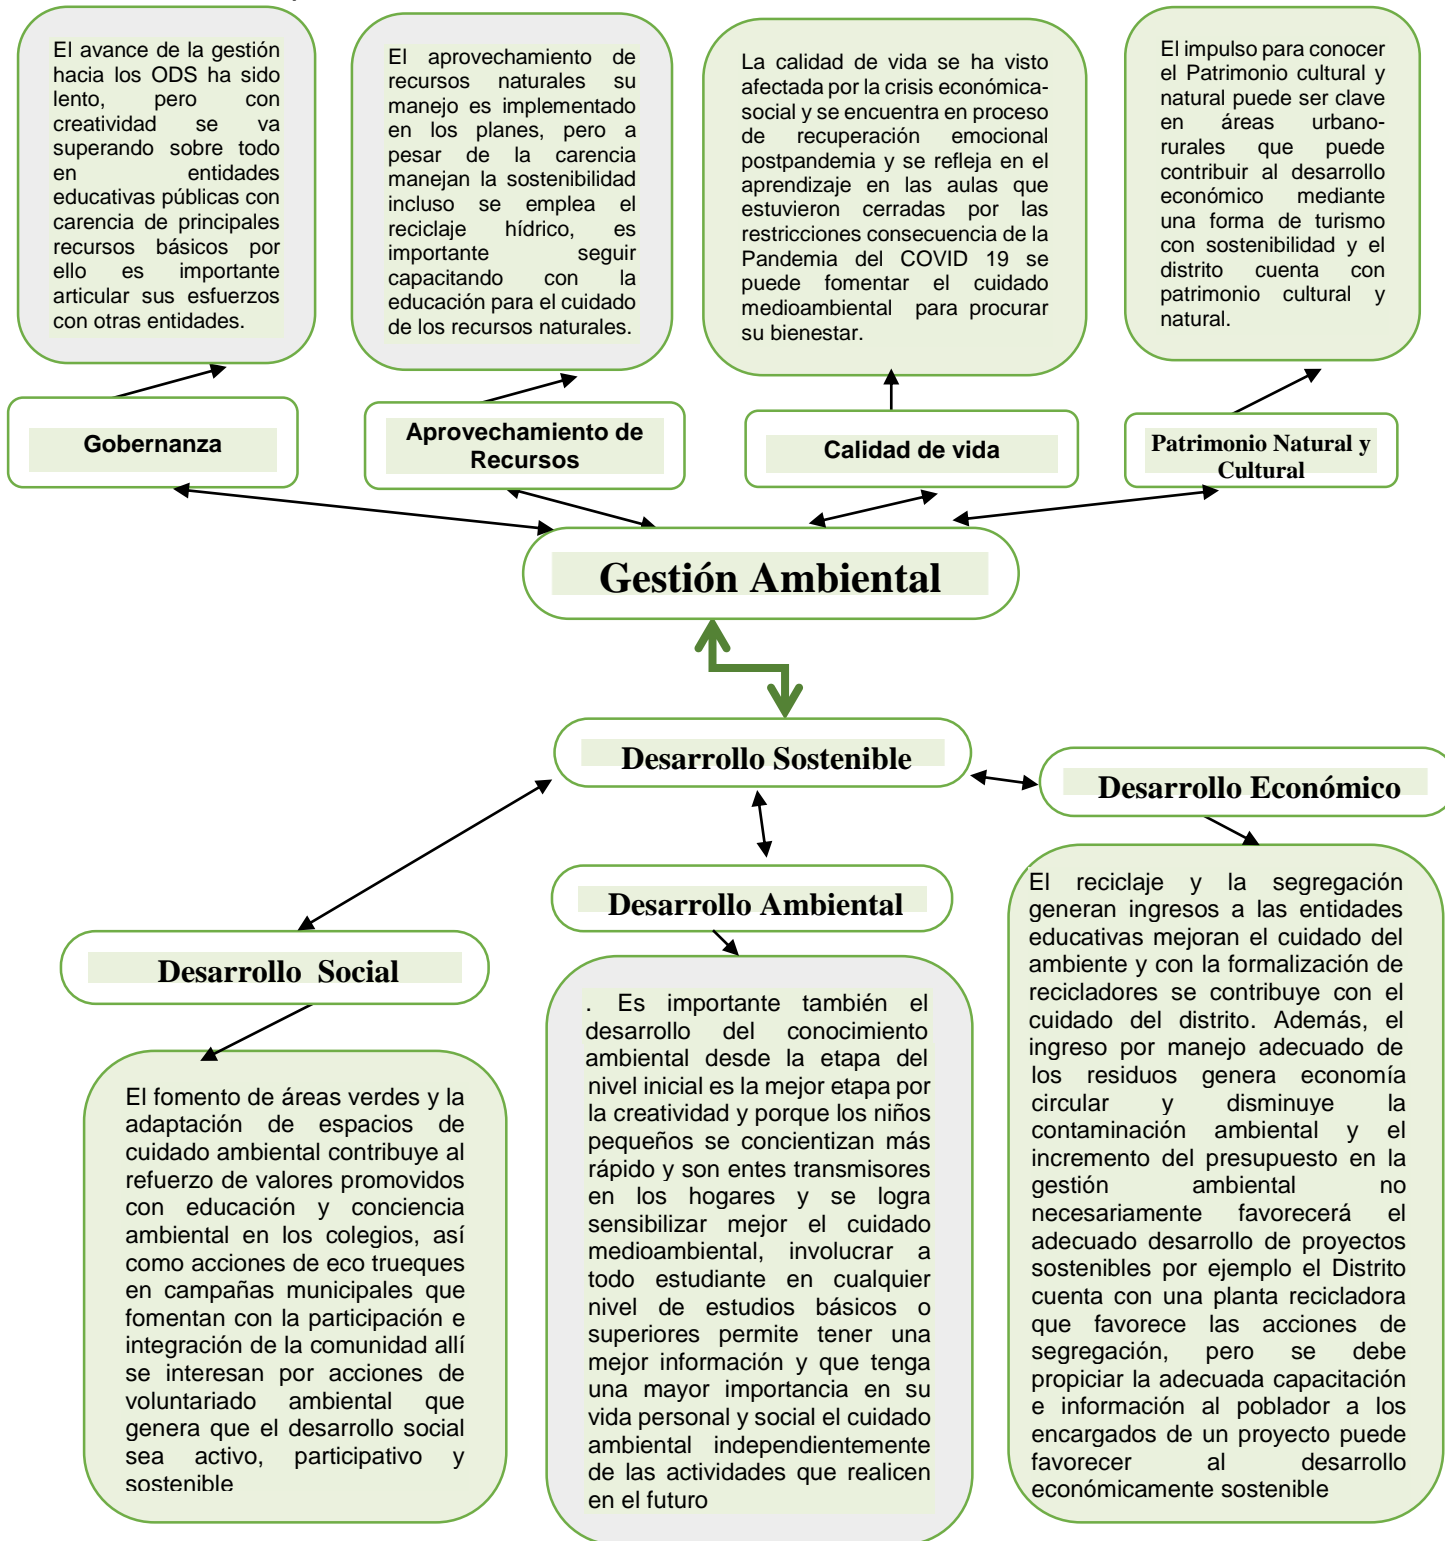 El avance de la gestión
hacia los ODS ha sido
lento, pero con
creatividad se va
superando sobre todo
en entidades
educativas públicas con
carencia de principales
recursos básicos por
ello es importante
articular sus esfuerzos
con otras entidades.
El aprovechamiento de
recursos naturales su
manejo es implementado
en los planes, pero a
pesar de la carencia
manejan la sostenibilidad
incluso se emplea el
reciclaje hídrico, es
importante seguir
capacitando con la
educación para el cuidado
de los recursos naturales.
La calidad de vida se ha visto
afectada por la crisis económica-
social y se encuentra en proceso
de recuperación emocional
postpandemia y se refleja en el
aprendizaje en las aulas que
estuvieron cerradas por las
restricciones consecuencia de la
Pandemia del COVID 19 se
puede fomentar el cuidado
medioambiental para procurar
su bienestar.
El impulso para conocer
el Patrimonio cultural y
natural puede ser clave
en áreas urbano-
rurales que puede
contribuir al desarrollo
económico mediante
una forma de turismo
con sostenibilidad y el
distrito cuenta con
patrimonio cultural y
natural.
Gobernanza
Aprovechamiento de
Recursos
Calidad de vida
Patrimonio Natural y
Cultural
Gestión Ambiental
Desarrollo Sostenible
Desarrollo Económico
Desarrollo Ambiental
Desarrollo Social
El fomento de áreas verdes y la
adaptación de espacios de
cuidado ambiental contribuye al
refuerzo de valores promovidos
con educación y conciencia
ambiental en los colegios, así
como acciones de eco trueques
en campañas municipales que
fomentan con la participación e
integración de la comunidad allí
se interesan por acciones de
voluntariado ambiental que
genera que el desarrollo social
sea activo, participativo y
sostenible
. Es importante también el
desarrollo del conocimiento
ambiental desde la etapa del
nivel inicial es la mejor etapa por
la creatividad y porque los niños
pequeños se concientizan más
rápido y son entes transmisores
en los hogares y se logra
sensibilizar mejor el cuidado
medioambiental, involucrar a
todo estudiante en cualquier
nivel de estudios básicos o
superiores permite tener una
mejor información y que tenga
una mayor importancia en su
vida personal y social el cuidado
ambiental independientemente
de las actividades que realicen
en el futuro
El reciclaje y la segregación
generan ingresos a las entidades
educativas mejoran el cuidado del
ambiente y con la formalización de
recicladores se contribuye con el
cuidado del distrito. Además, el
ingreso por manejo adecuado de
los residuos genera economía
circular y disminuye la
contaminación ambiental y el
incremento del presupuesto en la
gestión ambiental no
necesariamente favorecerá el
adecuado desarrollo de proyectos
sostenibles por ejemplo el Distrito
cuenta con una planta recicladora
que favorece las acciones de
segregación, pero se debe
propiciar la adecuada capacitación
e información al poblador a los
encargados de un proyecto puede
favorecer al desarrollo
económicamente sostenible